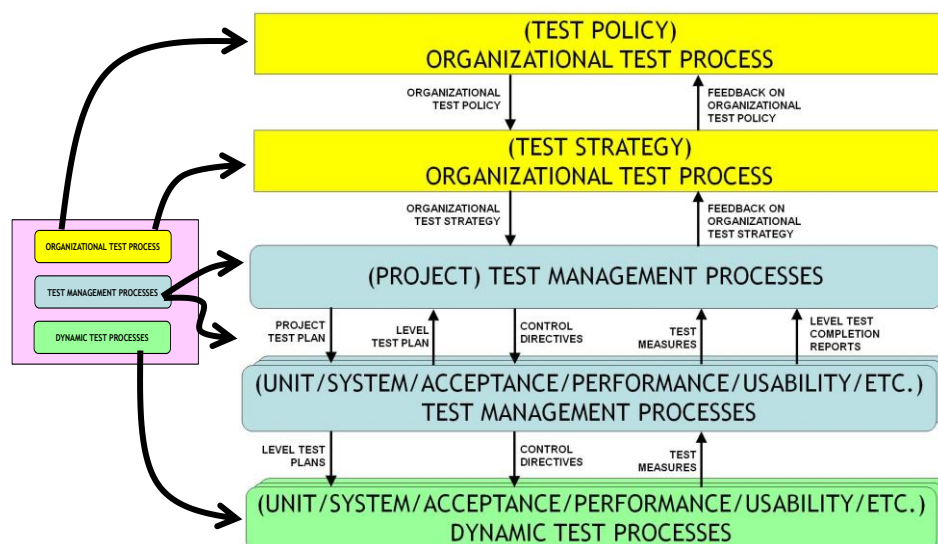 (TEST POLICY)
ORGANIZATIONAL TEST PROCESS
ORGANIZATIONAL
TEST POLICY
FEEDBACK ON
ORGANIZATIONAL
TEST POLICY
(TEST STRATEGY)
ORGANIZATIONAL TEST PROCESS
ORGANIZATIONAL
TEST STRATEGY
FEEDBACK ON
ORGANIZATIONAL
TEST STRATEGY
ORGANIZATIONAL TEST PROCESS
TEST MANAGEMENT PROCESSES
DYNAMIC TEST PROCESSES
(PROJECT) TEST MANAGEMENT PROCESSES
PROJECT
TEST PLAN
LEVEL
TEST PLAN
CONTROL
DIRECTIVES
TEST
MEASURES
LEVEL TEST
COMPLETION
REPORTS
(UNIT/SYSTEM/ACCEPTANCE/PERFORMANCE/USABILITY/ETC.)
TEST MANAGEMENT PROCESSES
LEVEL TEST
PLANS
CONTROL
DIRECTIVES
TEST
MEASURES
(UNIT/SYSTEM/ACCEPTANCE/PERFORMANCE/USABILITY/ETC.)
DYNAMIC TEST PROCESSES